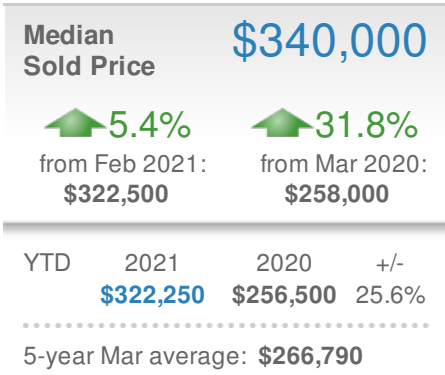 Median $340,000
Sold Price
5.4% 31.8%
from Feb 2021: from Mar 2020:
$322,500 $258,000
YTD 2021 2020 +/-
$322,250 $256,500 25.6%
5-year Mar average: $266,790